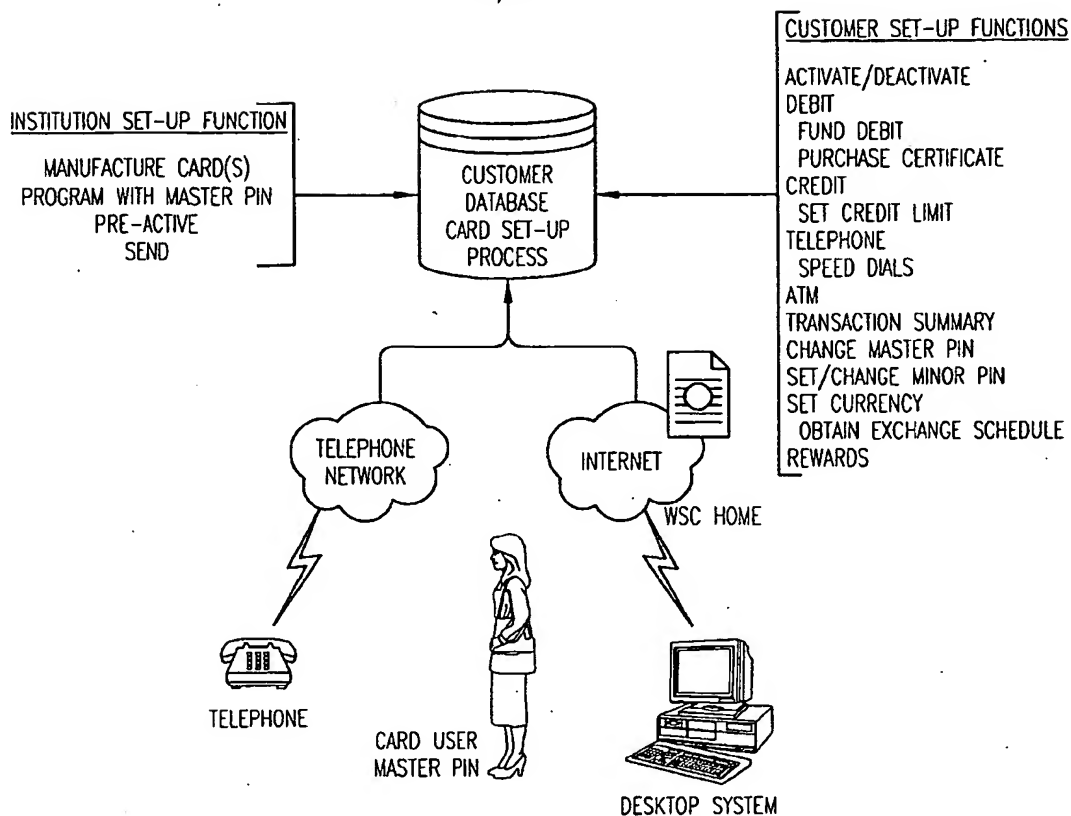 INSTITUTION SET-UP FUNCTION
MANUFACTURE CARD(S)
PROGRAM WITH MASTER PIN
PRE-ACTIVE
SEND
CUSTOMER
DATABASE
CARD SET-UP
PROCESS
CUSTOMER SET-UP FUNCTIONS
ACTIVATE/DEACTIVATE
DEBIT
FUND DEBIT
PURCHASE CERTIFICATE
CREDIT
SET CREDIT LIMIT
TELEPHONE
SPEED DIALS
ATM
TRANSACTION SUMMARY
CHANGE MASTER PIN
SET/CHANGE MINOR PIN
SET CURRENCY
OBTAIN EXCHANGE SCHEDULE
REWARDS
TELEPHONE
NETWORK
INTERNET
WSC HOME
TELEPHONE
CARD USER
MASTER PIN
DESKTOP SYSTEM